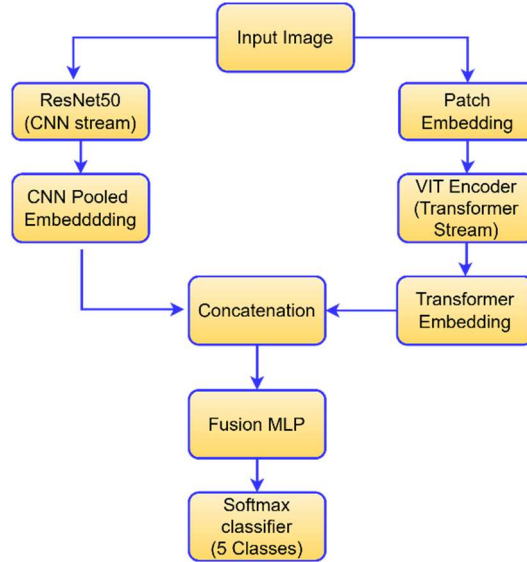 Input Image
ResNet50
(CNN stream)
Patch
Embedding
CNN Pooled
Embedddding
VIT Encoder
(Transformer
Stream)
Concatenation
Transformer
Embedding
Fusion MLP
Softmax
classifier
(5 Classes)